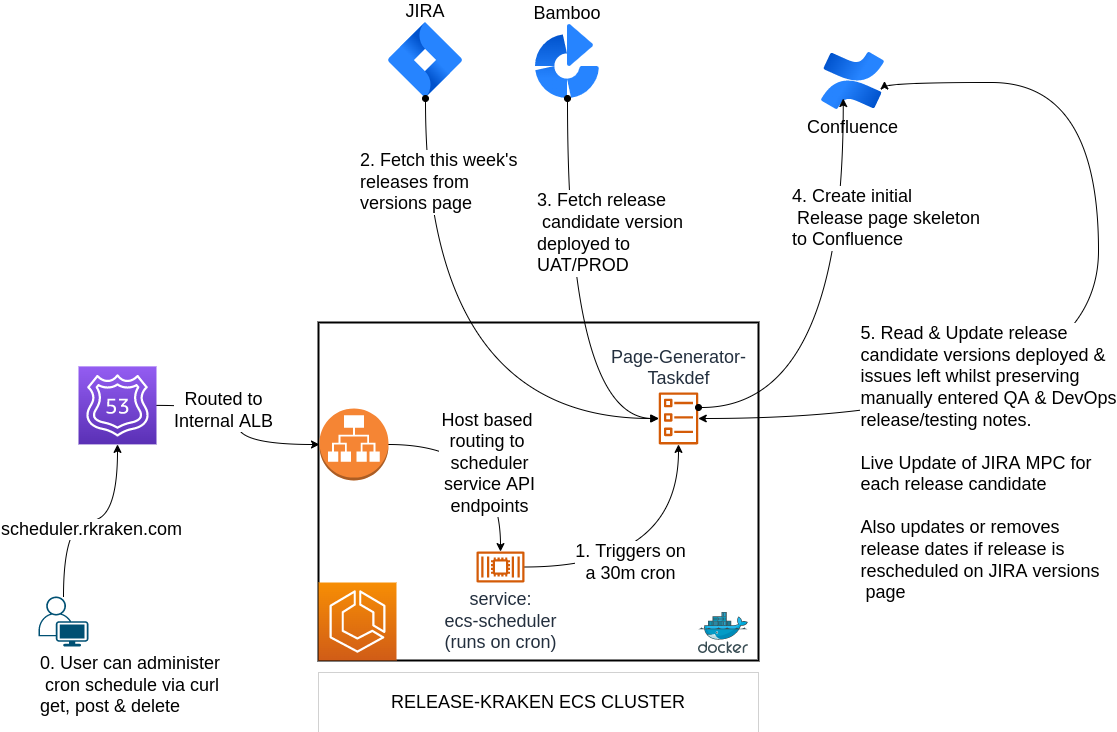 JIRA
Bamboo
Confluence
2. Fetch this week's
releases from
versions page
3. Fetch release
candidate version
deployed to
UAT/PROD
4. Create initial
Release page skeleton
to Confluence
5. Read & Update release
candidate versions deployed &
issues left whilst preserving
manually entered QA & DevOps
release/testing notes.
Live Update of JIRA MPC for
each release candidate
Also updates or removes
release dates if release is
rescheduled on JIRA versions
page
Page-Generator-
Taskdef
53
Routed to
Internal ALB
Host based
routing to
scheduler
service API
endpoints
scheduler.rkraken.com
1. Triggers on
a 30m cron
service:
ecs-scheduler
(runs on cron)
docker
0. User can administer
cron schedule via curl
get, post & delete
RELEASE-KRAKEN ECS CLUSTER